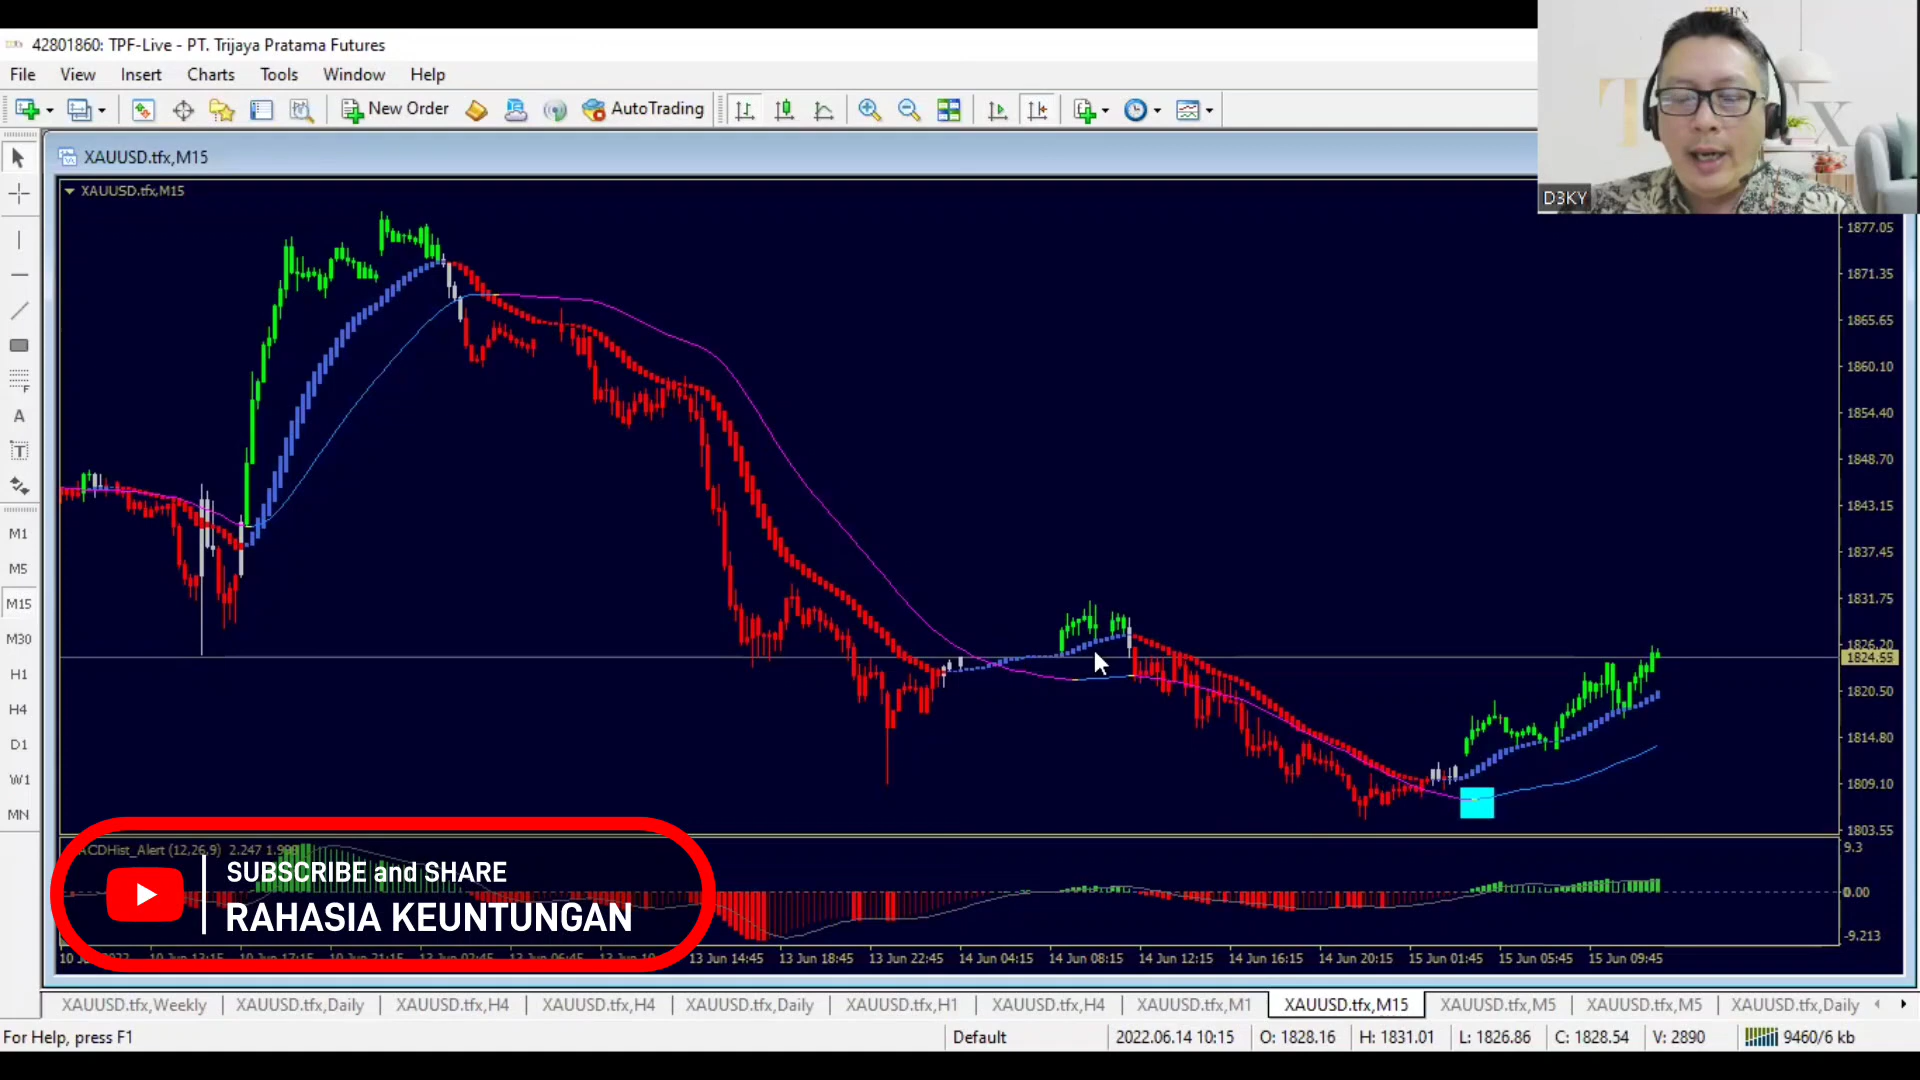 42801860: TPF-Live - PT. Trijaya Pratama Futures
File View Insert Charts Tools Window Help
New Order AutoTrading
D3KY
XAUUSD.tfx,M15
XAUUSD.tfx,M15
1877.05
1871.35
1865.65
1860.10
1854.40
1848.70
1843.15
1837.45
1831.75
1826.20
1824.55
1820.50
1814.80
1809.10
1803.55
F
A
T
M1
M5
M15
M30
H1
H4
D1
W1
MN
ACDHist_Alert (12,26,9) 2.247
9.3
0.00
-9.213
SUBSCRIBE and SHARE
RAHASIA KEUNTUNGAN
13 Jun 14:45 13 Jun 18:45 13 Jun 22:45 14 Jun 04:15 14 Jun 08:15 14 Jun 12:15 14 Jun 16:15 14 Jun 20:15 15 Jun 01:45 15 Jun 05:45 15 Jun 09:45
XAUUSD.tfx,Weekly XAUUSD.tfx,Daily XAUUSD.tfx,H4 XAUUSD.tfx,H4 XAUUSD.tfx,Daily XAUUSD.tfx,H1 XAUUSD.tfx,H4 XAUUSD.tfx,M1 XAUUSD.tfx,M15 XAUUSD.tfx,M5 XAUUSD.tfx,M5 XAUUSD.tfx,Daily
For Help, press F1 Default 2022.06.14 10:15 O: 1828.16 H: 1831.01 L: 1826.86 C: 1828.54 V: 2890 9460/6 kb